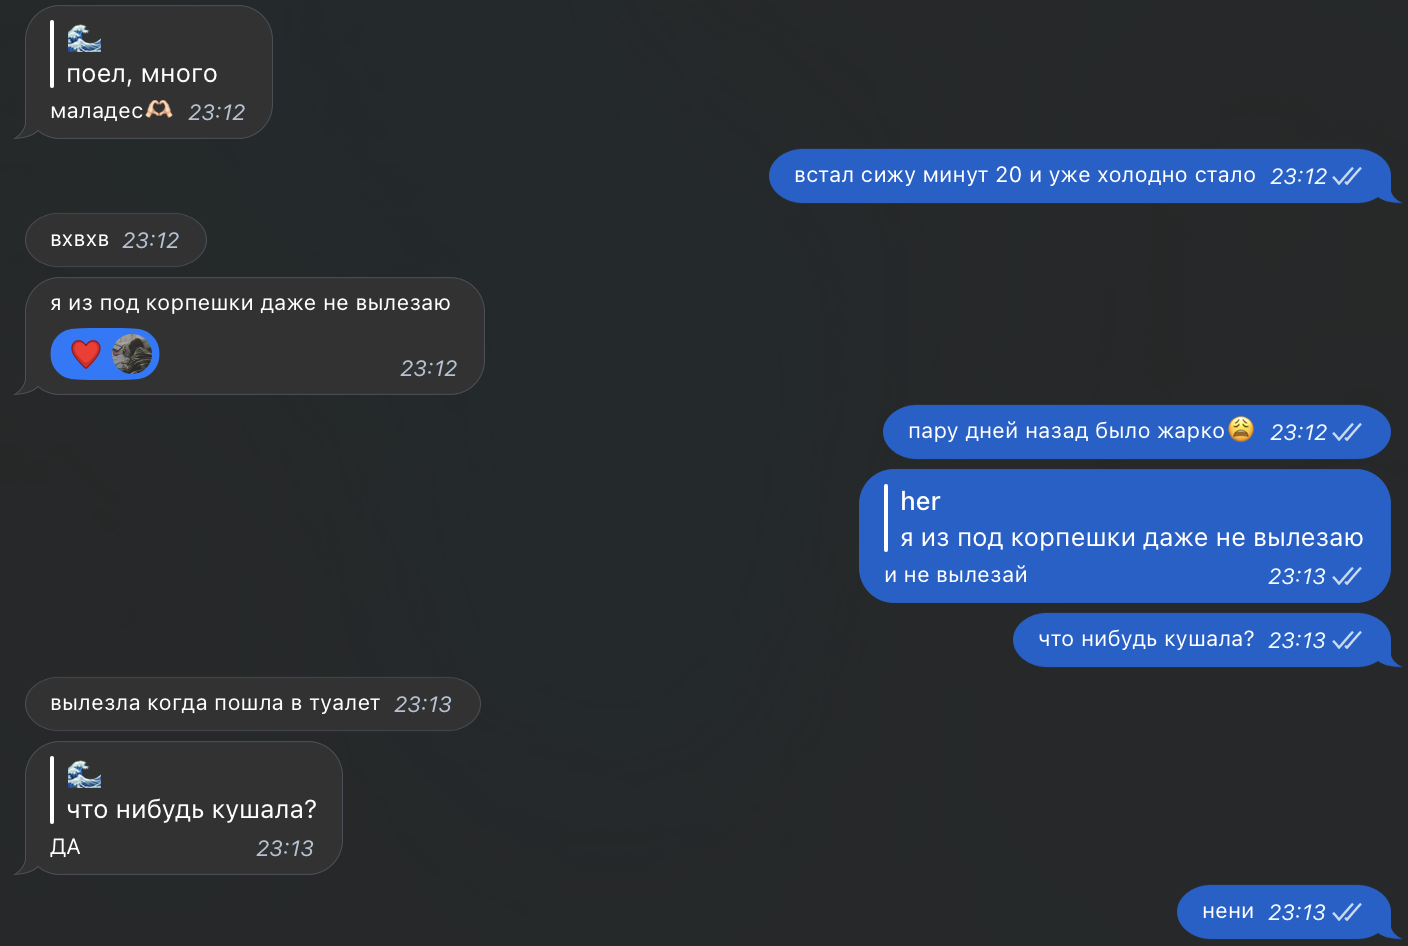 🌊
поел, много
маладес🫶🏻 23:12
встал сижу минут 20 и уже холодно стало 23:12
вхвхв 23:12
я из под корпешки даже не вылезаю
❤️ 23:12
пару дней назад было жарко😩 23:12
her
я из под корпешки даже не вылезаю
и не вылезай 23:13
что нибудь кушала? 23:13
вылезла когда пошла в туалет 23:13
🌊
что нибудь кушала?
ДА 23:13
нени 23:13